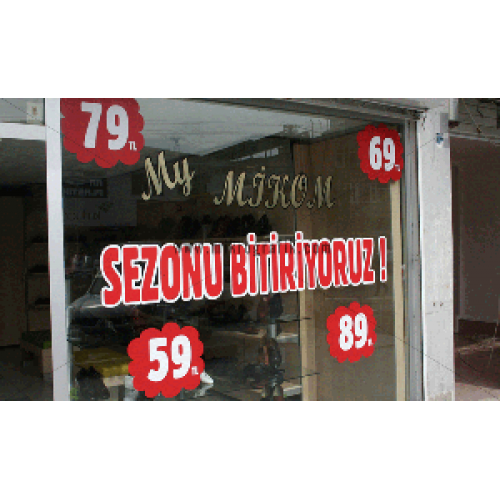 79 TL
69 TL
My MİKOM
SEZONU BİTİRİYORUZ !
59 TL
89 TL